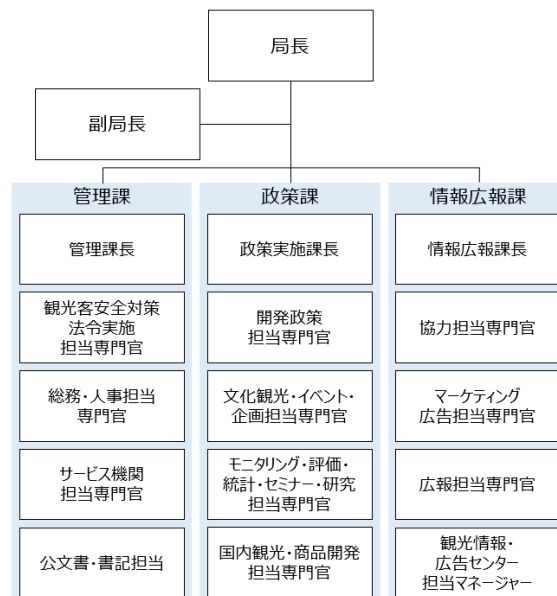 局長
副局長
管理課
管理課長
観光客安全対策
法令実施
担当専門官
総務・人事担当
専門官
サービス機関
担当専門官
公文書・書記担当
政策課
政策実施課長
開発政策
担当専門官
文化観光・イベント・
企画担当専門官
モニタリング・評価・
統計・セミナー・研究
担当専門官
国内観光・商品開発
担当専門官
情報広報課
情報広報課長
協力担当専門官
マーケティング
広告担当専門官
広報担当専門官
観光情報・
広告センター
担当マネージャー